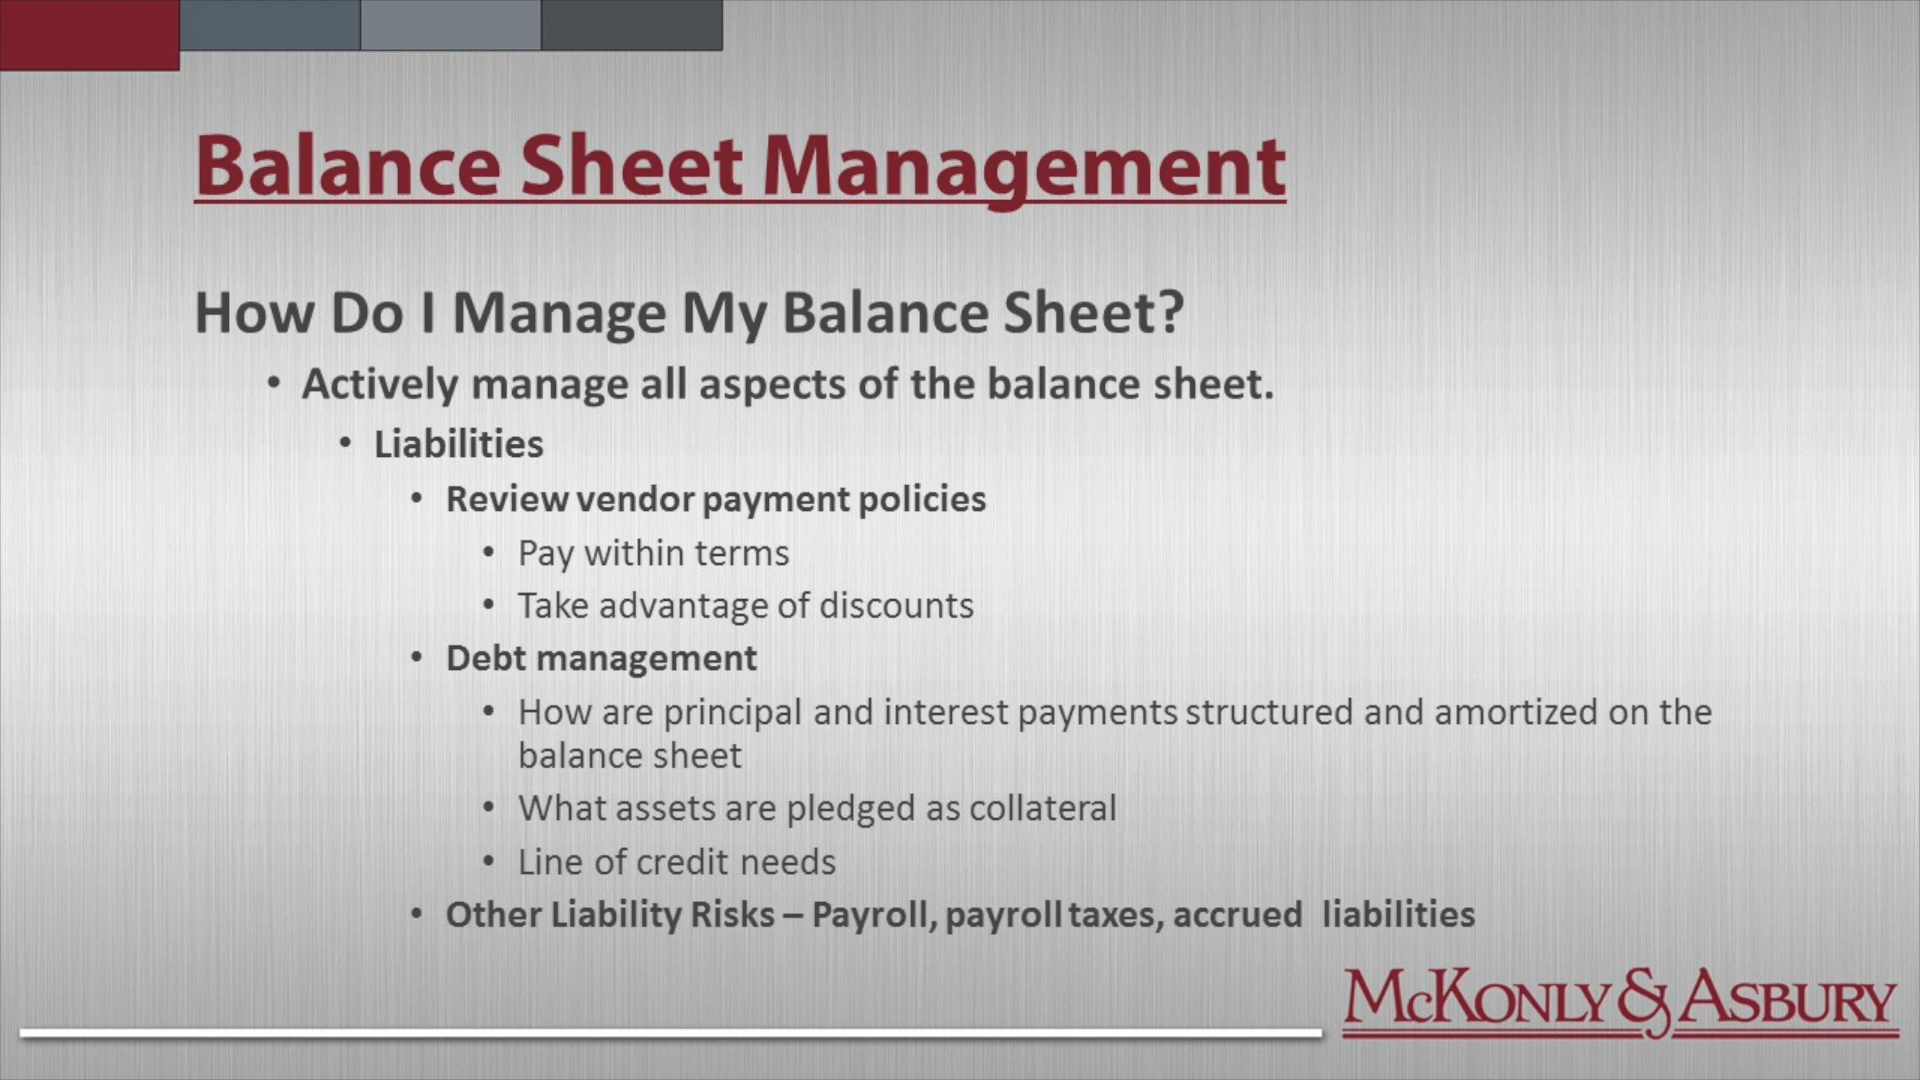 Balance Sheet Management
How Do I Manage My Balance Sheet?
• Actively manage all aspects of the balance sheet.
• Liabilities
• Review vendor payment policies
• Pay within terms
• Take advantage of discounts
• Debt management
• How are principal and interest payments structured and amortized on the
balance sheet
• What assets are pledged as collateral
• Line of credit needs
• Other Liability Risks – Payroll, payroll taxes, accrued liabilities
McKonly & Asbury